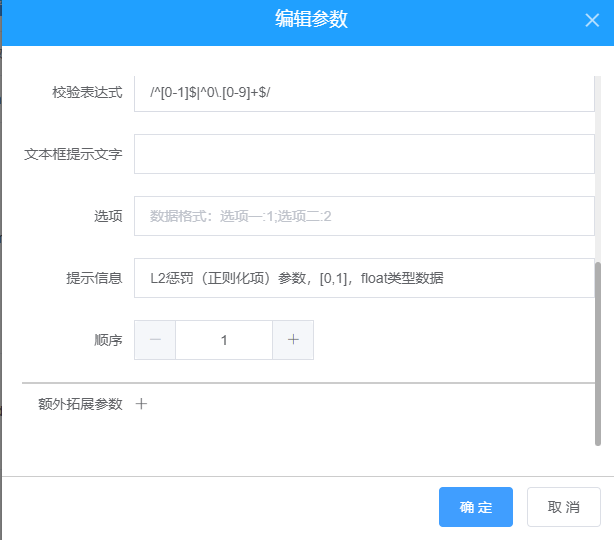 编辑参数
校验表达式 /^[0-1]$|^0\.[0-9]+$/
文本框提示文字
选项 数据格式：选项一:1;选项二:2
提示信息 L2惩罚（正则化项）参数，[0,1]，float类型数据
顺序 1
额外拓展参数
确 定 取 消